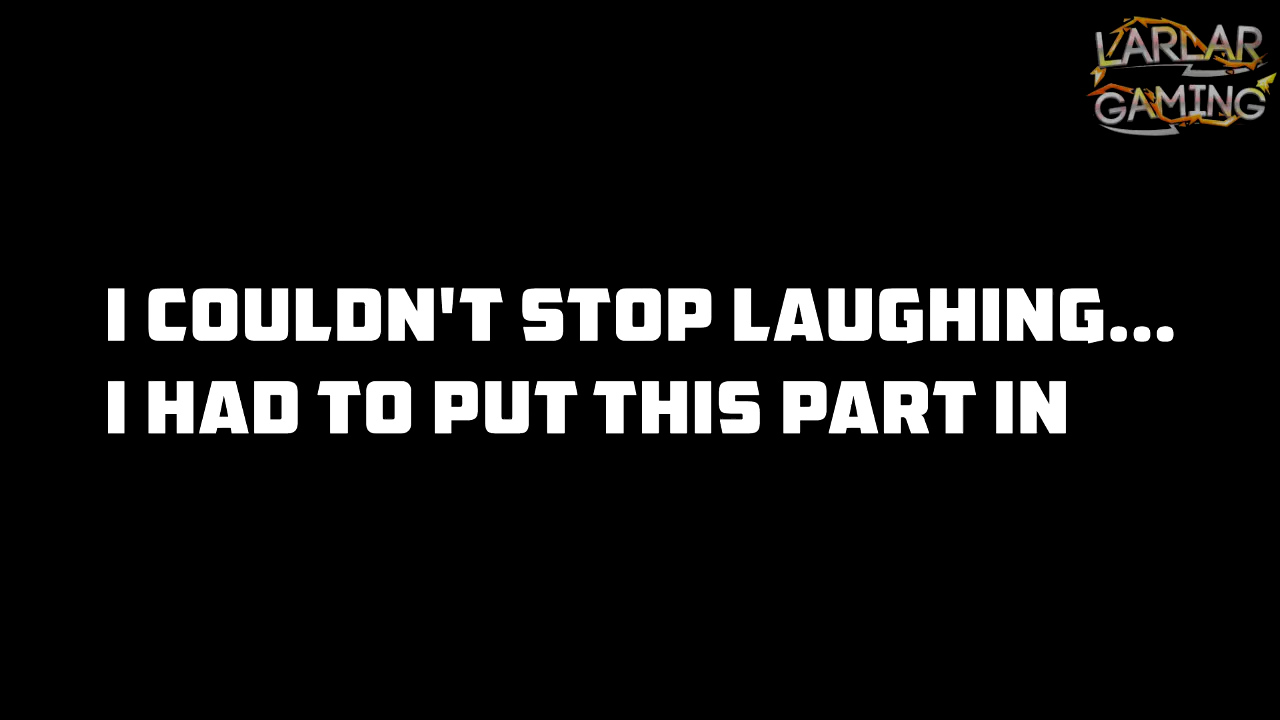 LARLAR
GAMING
I COULDN'T STOP LAUGHING...
I HAD TO PUT THIS PART IN